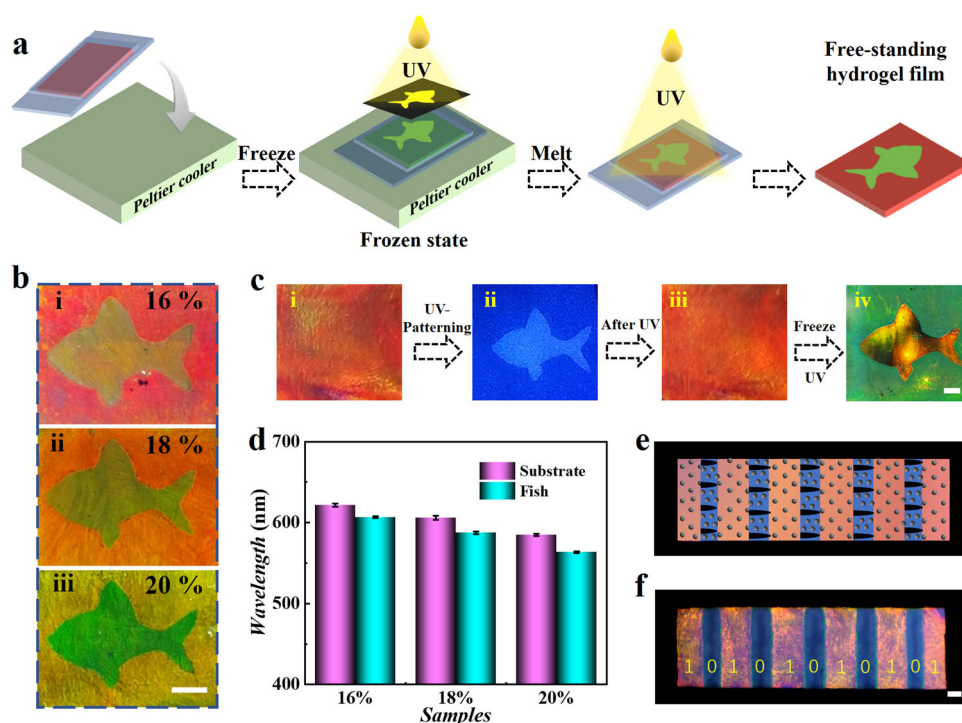 a
UV
Free-standing
hydrogel film
UV
Freeze
Melt
Peltier cooler
Peltier cooler
Frozen state
b
i
16 %
ii
18 %
iii
20 %
c
i
UV-
Patterning
ii
After UV
iii
Freeze
UV
iv
d
700
600
500
400
Wavelength (nm)
Substrate
Fish
16%
18%
20%
Samples
e
f
1 0 1 0 1 0 1 0 1 0 1